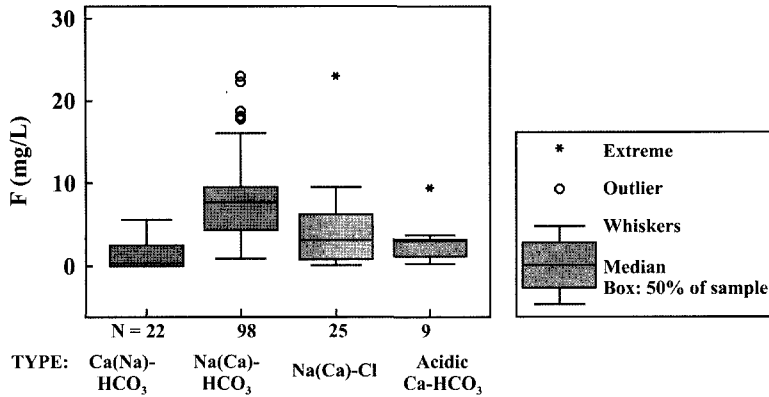 30
20
10
0
F (mg/L)
N = 22 98 25 9
TYPE: Ca(Na)-HCO₃ Na(Ca)-HCO₃ Na(Ca)-Cl Acidic Ca-HCO₃
* Extreme
Outlier
Whiskers
Median
Box: 50% of sample